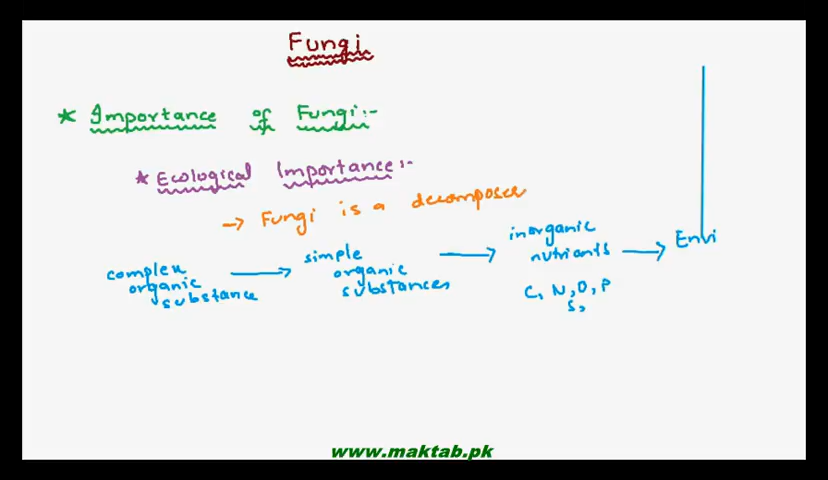 Fungi
* Importance of Fungi:-
* Ecological Importance:-
→ Fungi is a decomposer
complex organic substance → simple organic substances → inorganic nutrients → Envi
C, N, O, P
S,
www.maktab.pk